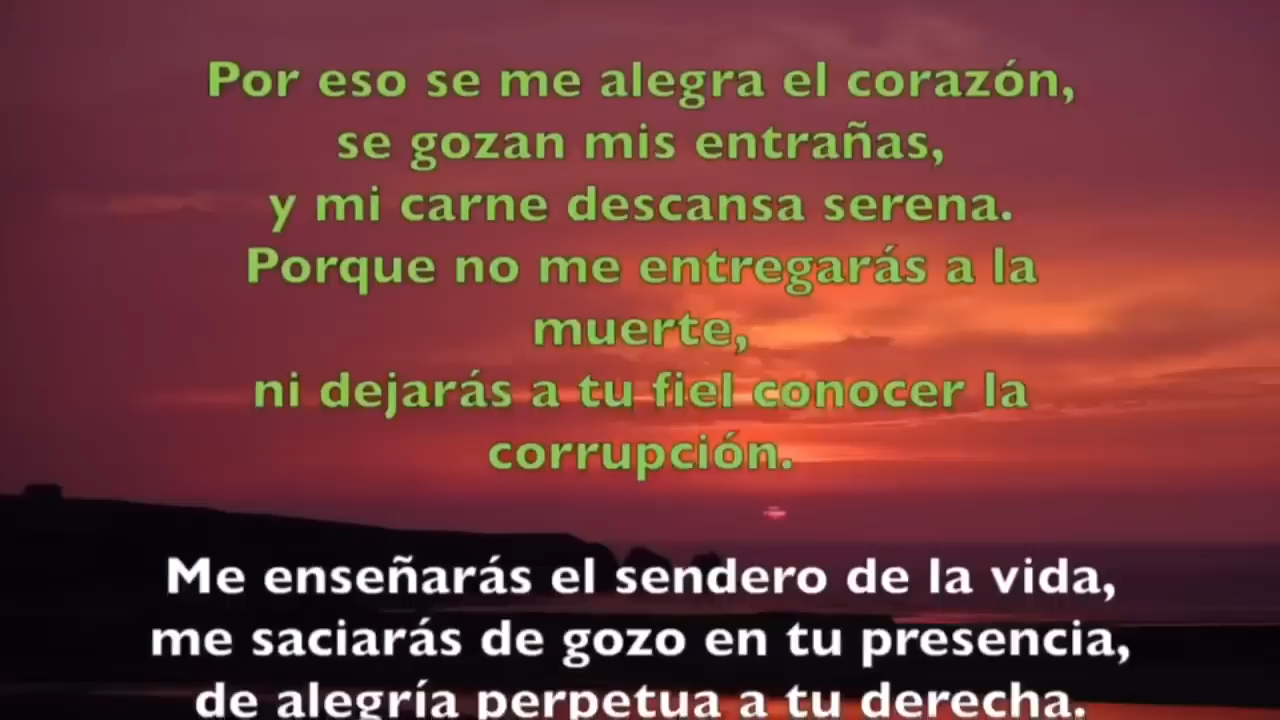 Por eso se me alegra el corazón,
se gozan mis entrañas,
y mi carne descansa serena.
Porque no me entregarás a la
muerte,
ni dejarás a tu fiel conocer la
corrupción.
Me enseñarás el sendero de la vida,
me saciarás de gozo en tu presencia,
de alegría perpetua a tu derecha.